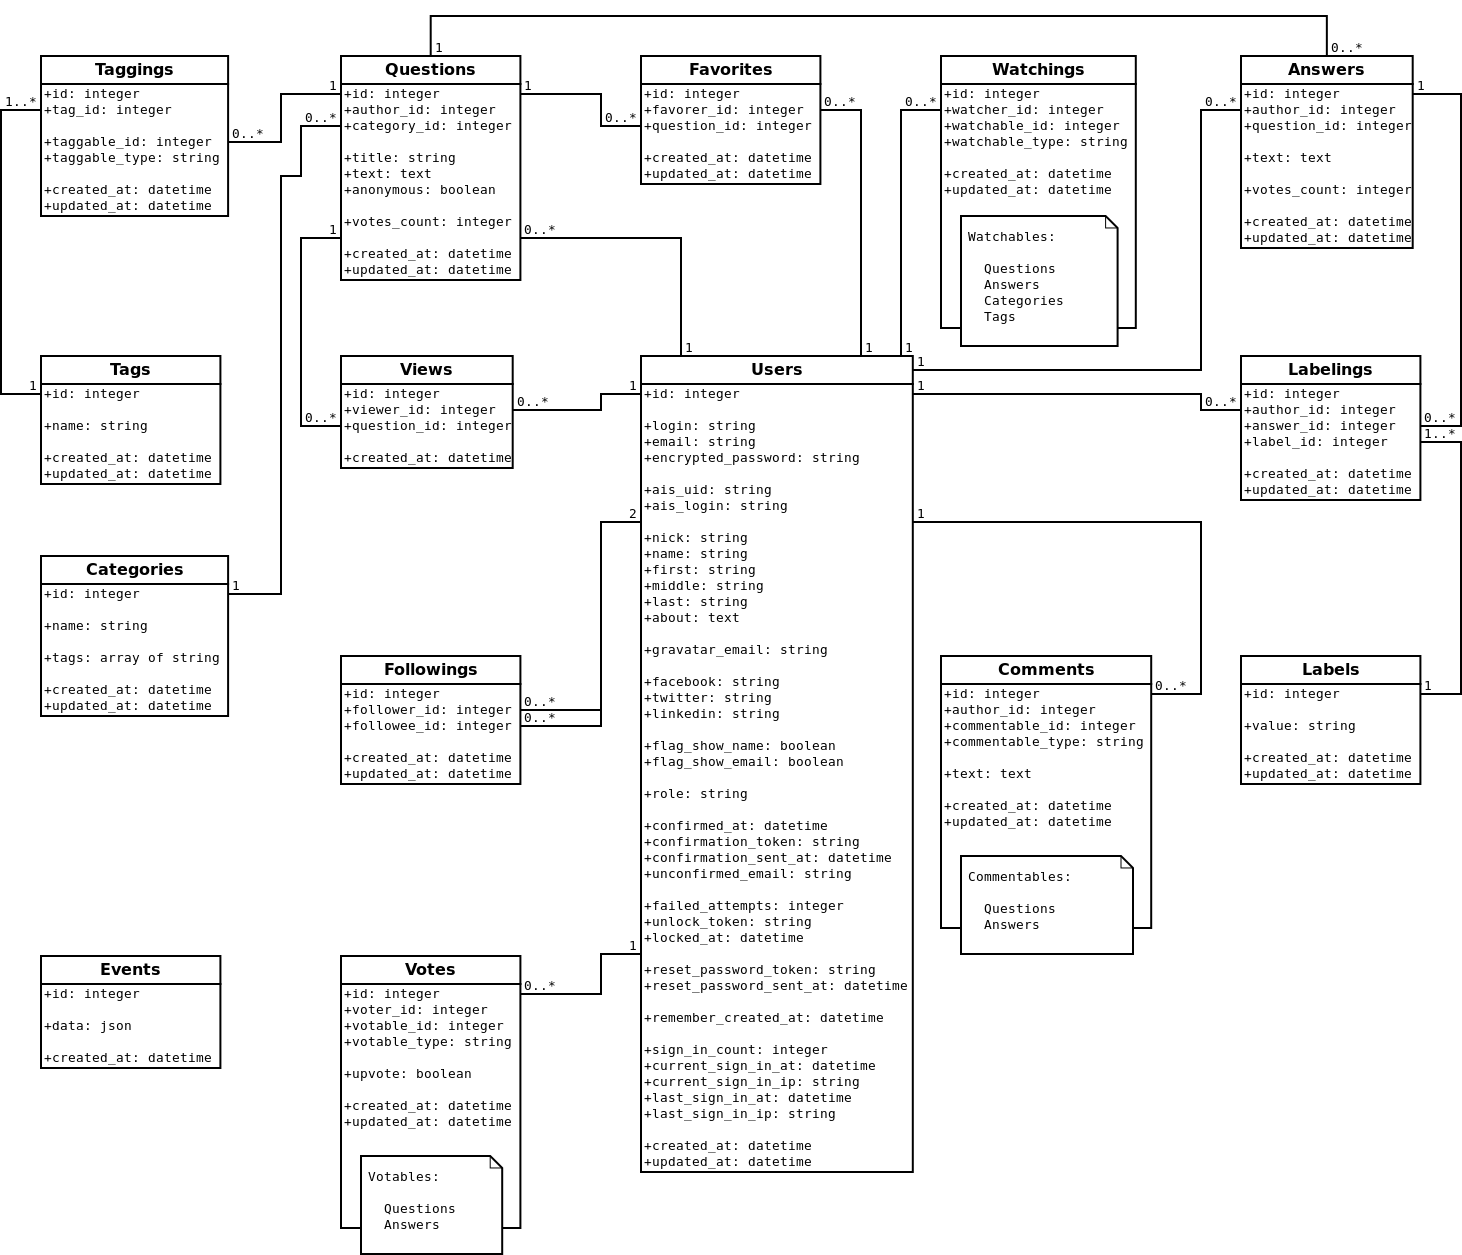 1
0..*
Taggings
+id: integer
+tag_id: integer
+taggable_id: integer
+taggable_type: string
+created_at: datetime
+updated_at: datetime
1..*
0..*
Questions
+id: integer
+author_id: integer
+category_id: integer
+title: string
+text: text
+anonymous: boolean
+votes_count: integer
+created_at: datetime
+updated_at: datetime
1
0..*
1
1
0..*
Favorites
+id: integer
+favorer_id: integer
+question_id: integer
+created_at: datetime
+updated_at: datetime
0..*
0..*
Watchings
+id: integer
+watcher_id: integer
+watchable_id: integer
+watchable_type: string
+created_at: datetime
+updated_at: datetime
Watchables:
Questions
Answers
Categories
Tags
0..*
Answers
+id: integer
+author_id: integer
+question_id: integer
+text: text
+votes_count: integer
+created_at: datetime
+updated_at: datetime
0..*
1
Tags
+id: integer
+name: string
+created_at: datetime
+updated_at: datetime
1
Views
+id: integer
+viewer_id: integer
+question_id: integer
+created_at: datetime
0..*
0..*
Users
+id: integer
+login: string
+email: string
+encrypted_password: string
+ais_uid: string
+ais_login: string
+nick: string
+name: string
+first: string
+middle: string
+last: string
+about: text
+gravatar_email: string
+facebook: string
+twitter: string
+linkedin: string
+flag_show_name: boolean
+flag_show_email: boolean
+role: string
+confirmed_at: datetime
+confirmation_token: string
+confirmation_sent_at: datetime
+unconfirmed_email: string
+failed_attempts: integer
+unlock_token: string
+locked_at: datetime
+reset_password_token: string
+reset_password_sent_at: datetime
+remember_created_at: datetime
+sign_in_count: integer
+current_sign_in_at: datetime
+current_sign_in_ip: string
+last_sign_in_at: datetime
+last_sign_in_ip: string
+created_at: datetime
+updated_at: datetime
1
1
1
1
1
1
2
1
1
Labelings
+id: integer
+author_id: integer
+answer_id: integer
+label_id: integer
+created_at: datetime
+updated_at: datetime
0..*
0..*
1..*
Categories
+id: integer
+name: string
+tags: array of string
+created_at: datetime
+updated_at: datetime
1
Followings
+id: integer
+follower_id: integer
+followee_id: integer
+created_at: datetime
+updated_at: datetime
0..*
0..*
Comments
+id: integer
+author_id: integer
+commentable_id: integer
+commentable_type: string
+text: text
+created_at: datetime
+updated_at: datetime
Commentables:
Questions
Answers
0..*
Labels
+id: integer
+value: string
+created_at: datetime
+updated_at: datetime
1
Events
+id: integer
+data: json
+created_at: datetime
Votes
+id: integer
+voter_id: integer
+votable_id: integer
+votable_type: string
+upvote: boolean
+created_at: datetime
+updated_at: datetime
Votables:
Questions
Answers
0..*